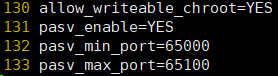 130 allow_writeable_chroot=YES
131 pasv_enable=YES
132 pasv_min_port=65000
133 pasv_max_port=65100